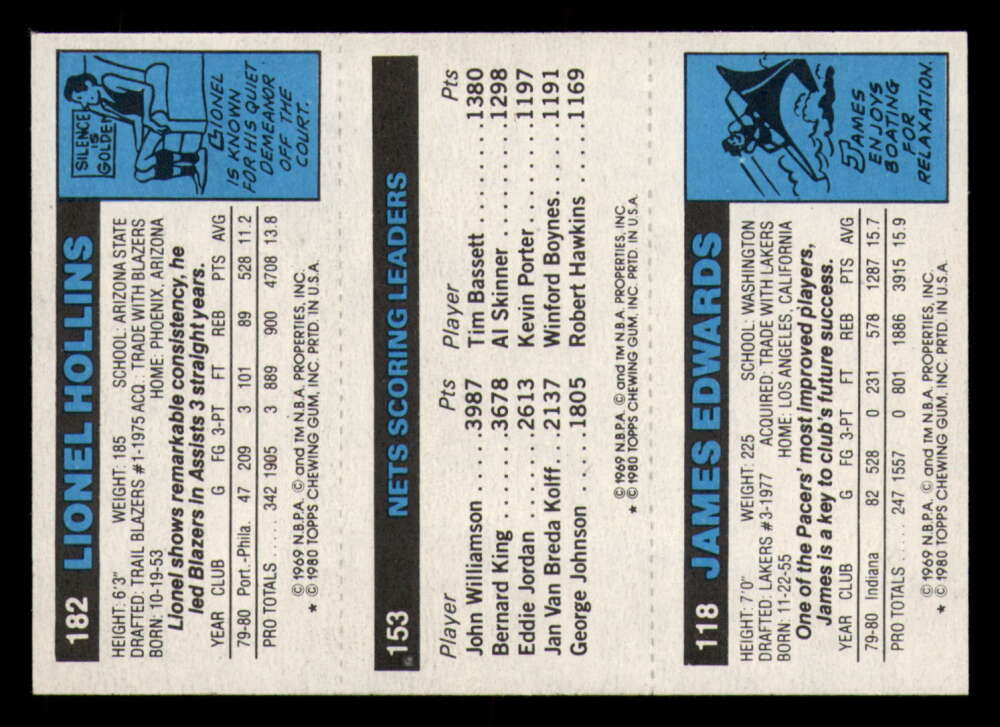 182 LIONEL HOLLINS
HEIGHT: 6'3" WEIGHT: 185 SCHOOL: ARIZONA STATE
DRAFTED: TRAIL BLAZERS #1-1975 ACQ.: TRADE WITH BLAZERS
BORN: 10-19-53 HOME: PHOENIX, ARIZONA
Lionel shows remarkable consistency, he
led Blazers in Assists 3 straight years.
YEAR CLUB G FG 3-PT FT REB PTS AVG
79-80 Port.-Phila. 47 209 3 101 89 528 11.2
PRO TOTALS .... 342 1905 3 889 900 4708 13.8
© 1969 N.B.P.A. © and TM N.B.A. PROPERTIES, INC.
★ © 1980 TOPPS CHEWING GUM, INC. PRTD. IN U.S.A.
SILENCE
IS
GOLDEN
LIONEL
IS KNOWN
FOR HIS QUIET
DEMEANOR
OFF THE
COURT.
153 NETS SCORING LEADERS
Player Pts Player Pts
John Williamson .....3987 Tim Bassett..........1380
Bernard King ........3678 Al Skinner ..........1298
Eddie Jordan ........2613 Kevin Porter.........1197
Jan Van Breda Kolff ..2137 Winford Boynes.......1191
George Johnson ......1805 Robert Hawkins ......1169
© 1969 N.B.P.A. © and TM N.B.A. PROPERTIES, INC.
★ © 1980 TOPPS CHEWING GUM, INC. PRTD. IN U.S.A.
118 JAMES EDWARDS
HEIGHT: 7'0" WEIGHT: 225 SCHOOL: WASHINGTON
DRAFTED: LAKERS #3-1977 ACQUIRED: TRADE WITH LAKERS
BORN: 11-22-55 HOME: LOS ANGELES, CALIFORNIA
One of the Pacers' most improved players,
James is a key to club's future success.
YEAR CLUB G FG 3-PT FT REB PTS AVG
79-80 Indiana 82 528 0 231 578 1287 15.7
PRO TOTALS .... 247 1557 0 801 1886 3915 15.9
© 1969 N.B.P.A. © and TM N.B.A. PROPERTIES, INC.
★ © 1980 TOPPS CHEWING GUM, INC. PRTD. IN U.S.A.
JAMES
ENJOYS
BOATING
FOR
RELAXATION.